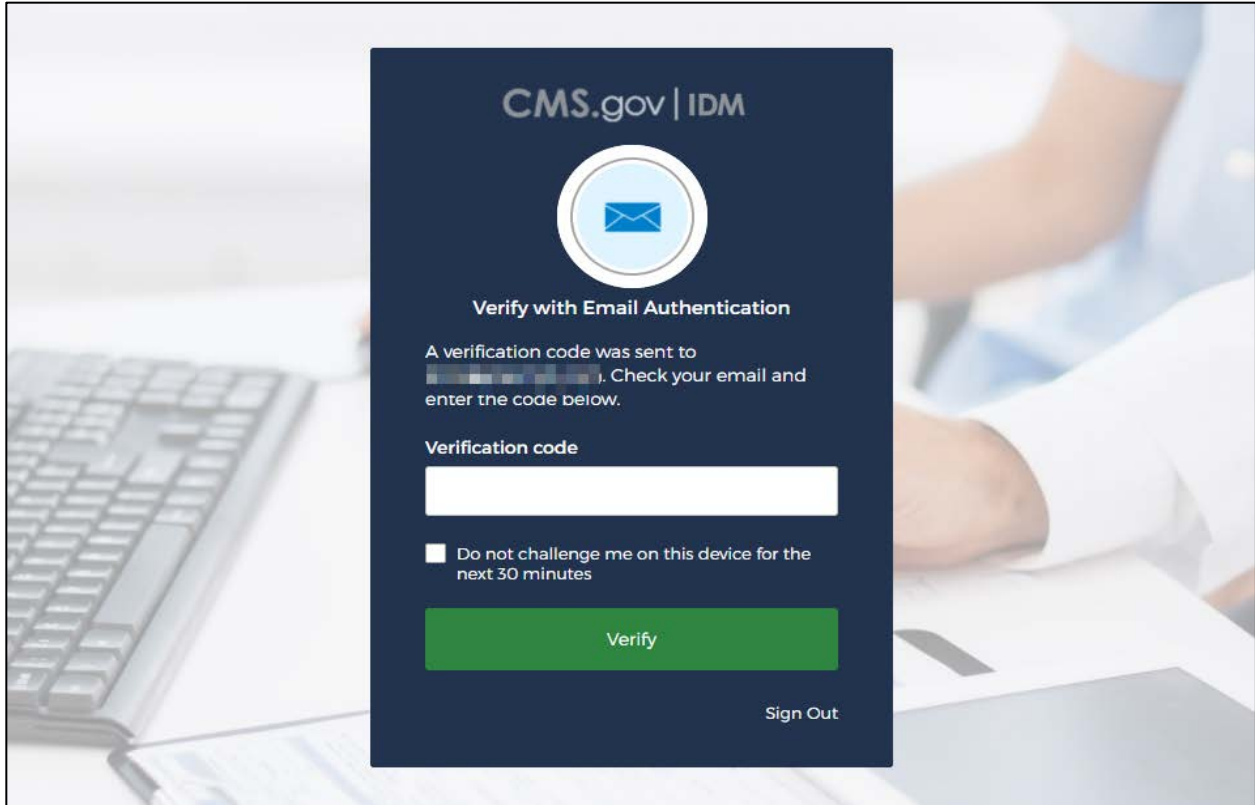 CMS.gov | IDM
Verify with Email Authentication
A verification code was sent to
. Check your email and
enter the code below.
Verification code
Do not challenge me on this device for the
next 30 minutes
Verify
Sign Out